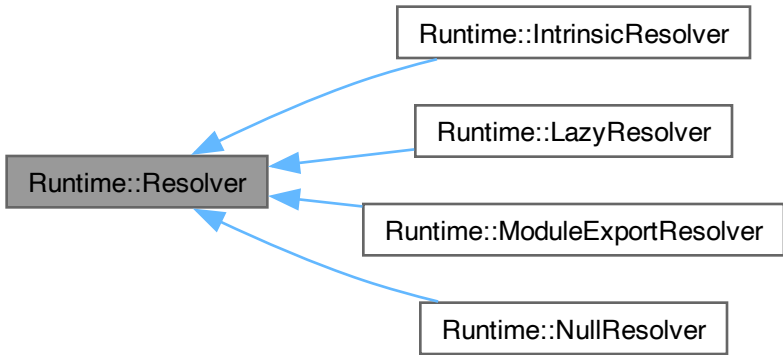 Runtime::IntrinsicResolver
Runtime::LazyResolver
Runtime::Resolver
Runtime::ModuleExportResolver
Runtime::NullResolver